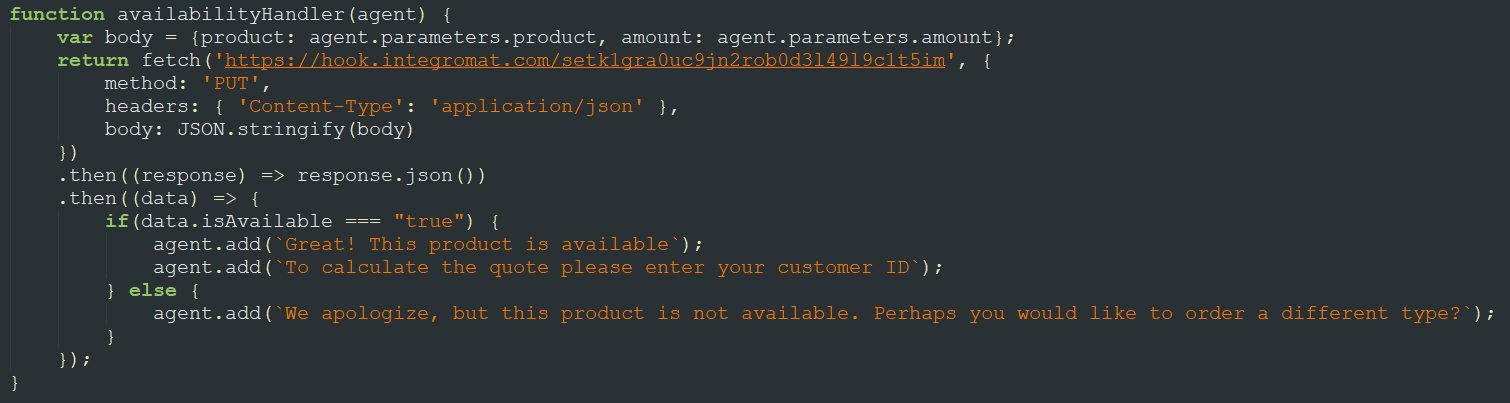 function availabilityHandler(agent) {
    var body = {product: agent.parameters.product, amount: agent.parameters.amount};
    return fetch('https://hook.integromat.com/setklgra0uc9jn2rob0d3l49l9c1t5im', {
        method: 'PUT',
        headers: { 'Content-Type': 'application/json' },
        body: JSON.stringify(body)
    })
    .then((response) => response.json())
    .then((data) => {
        if(data.isAvailable === "true") {
            agent.add(`Great! This product is available`);
            agent.add(`To calculate the quote please enter your customer ID`);
        } else {
            agent.add(`We apologize, but this product is not available. Perhaps you would like to order a different type?`);
        }
    });
}